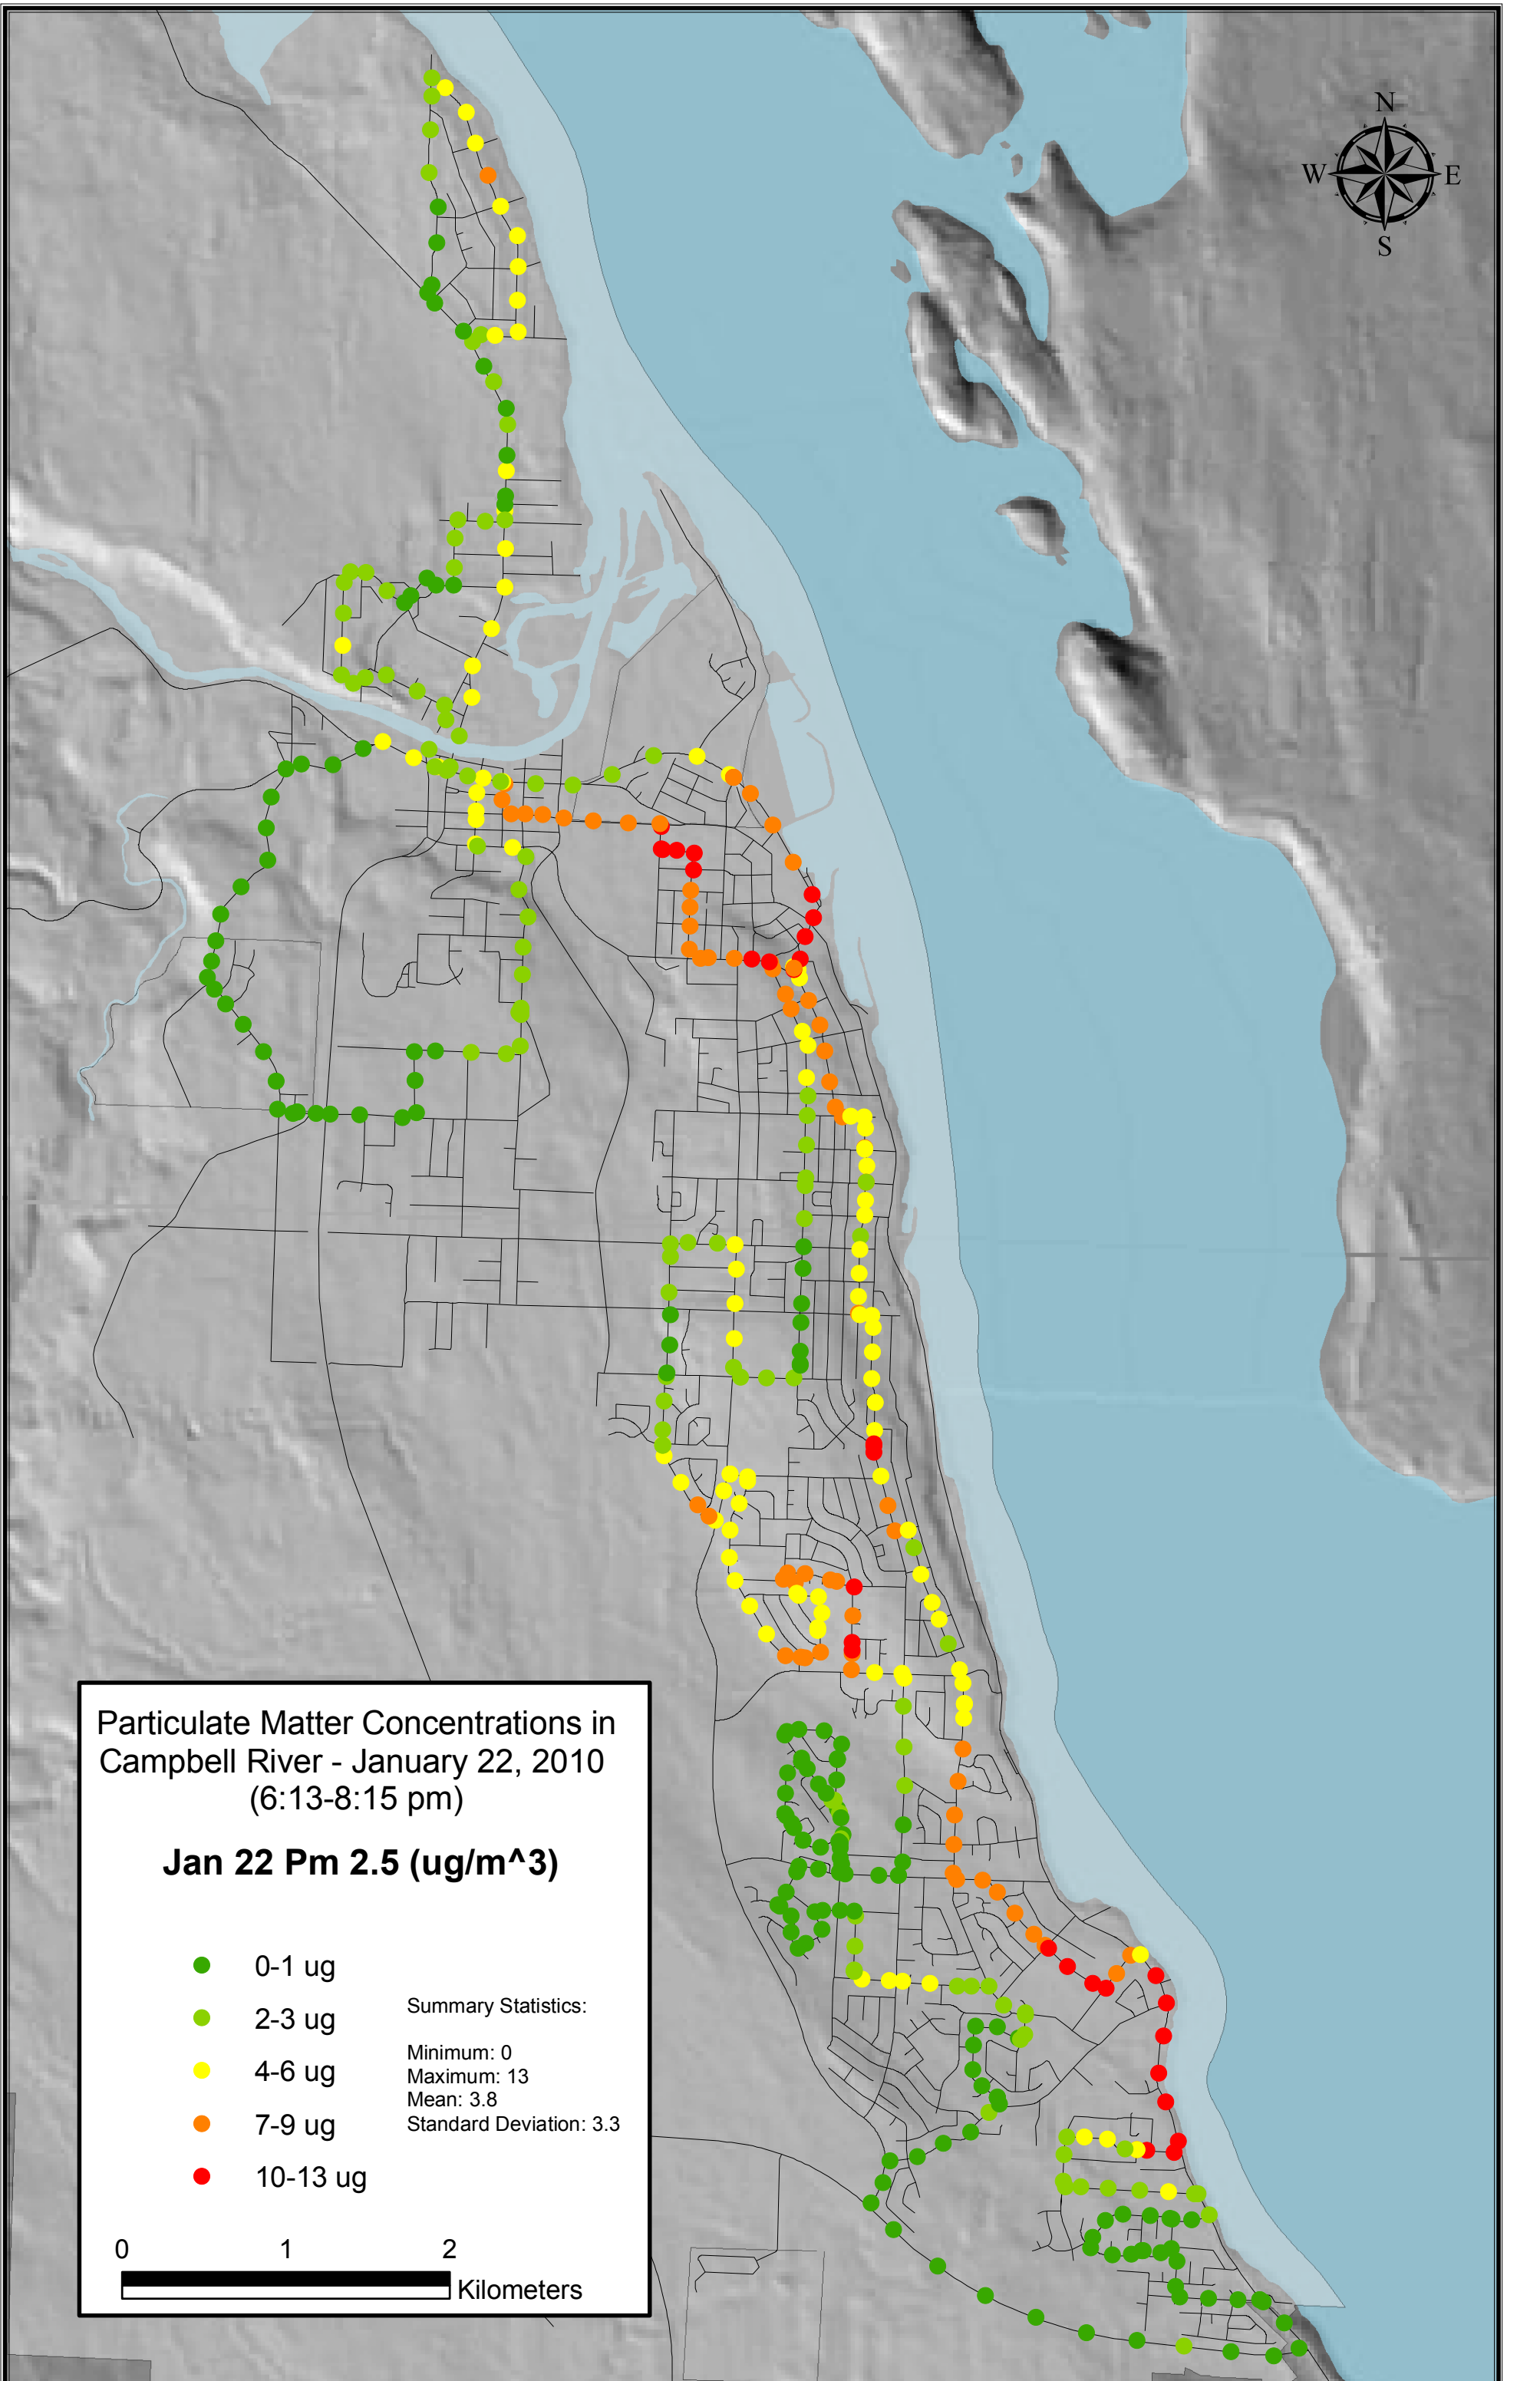 N
W E
S
Particulate Matter Concentrations in
Campbell River - January 22, 2010
(6:13-8:15 pm)
Jan 22 Pm 2.5 (ug/m^3)
0-1 ug
2-3 ug
4-6 ug
7-9 ug
10-13 ug
Summary Statistics:
Minimum: 0
Maximum: 13
Mean: 3.8
Standard Deviation: 3.3
0 1 2
Kilometers